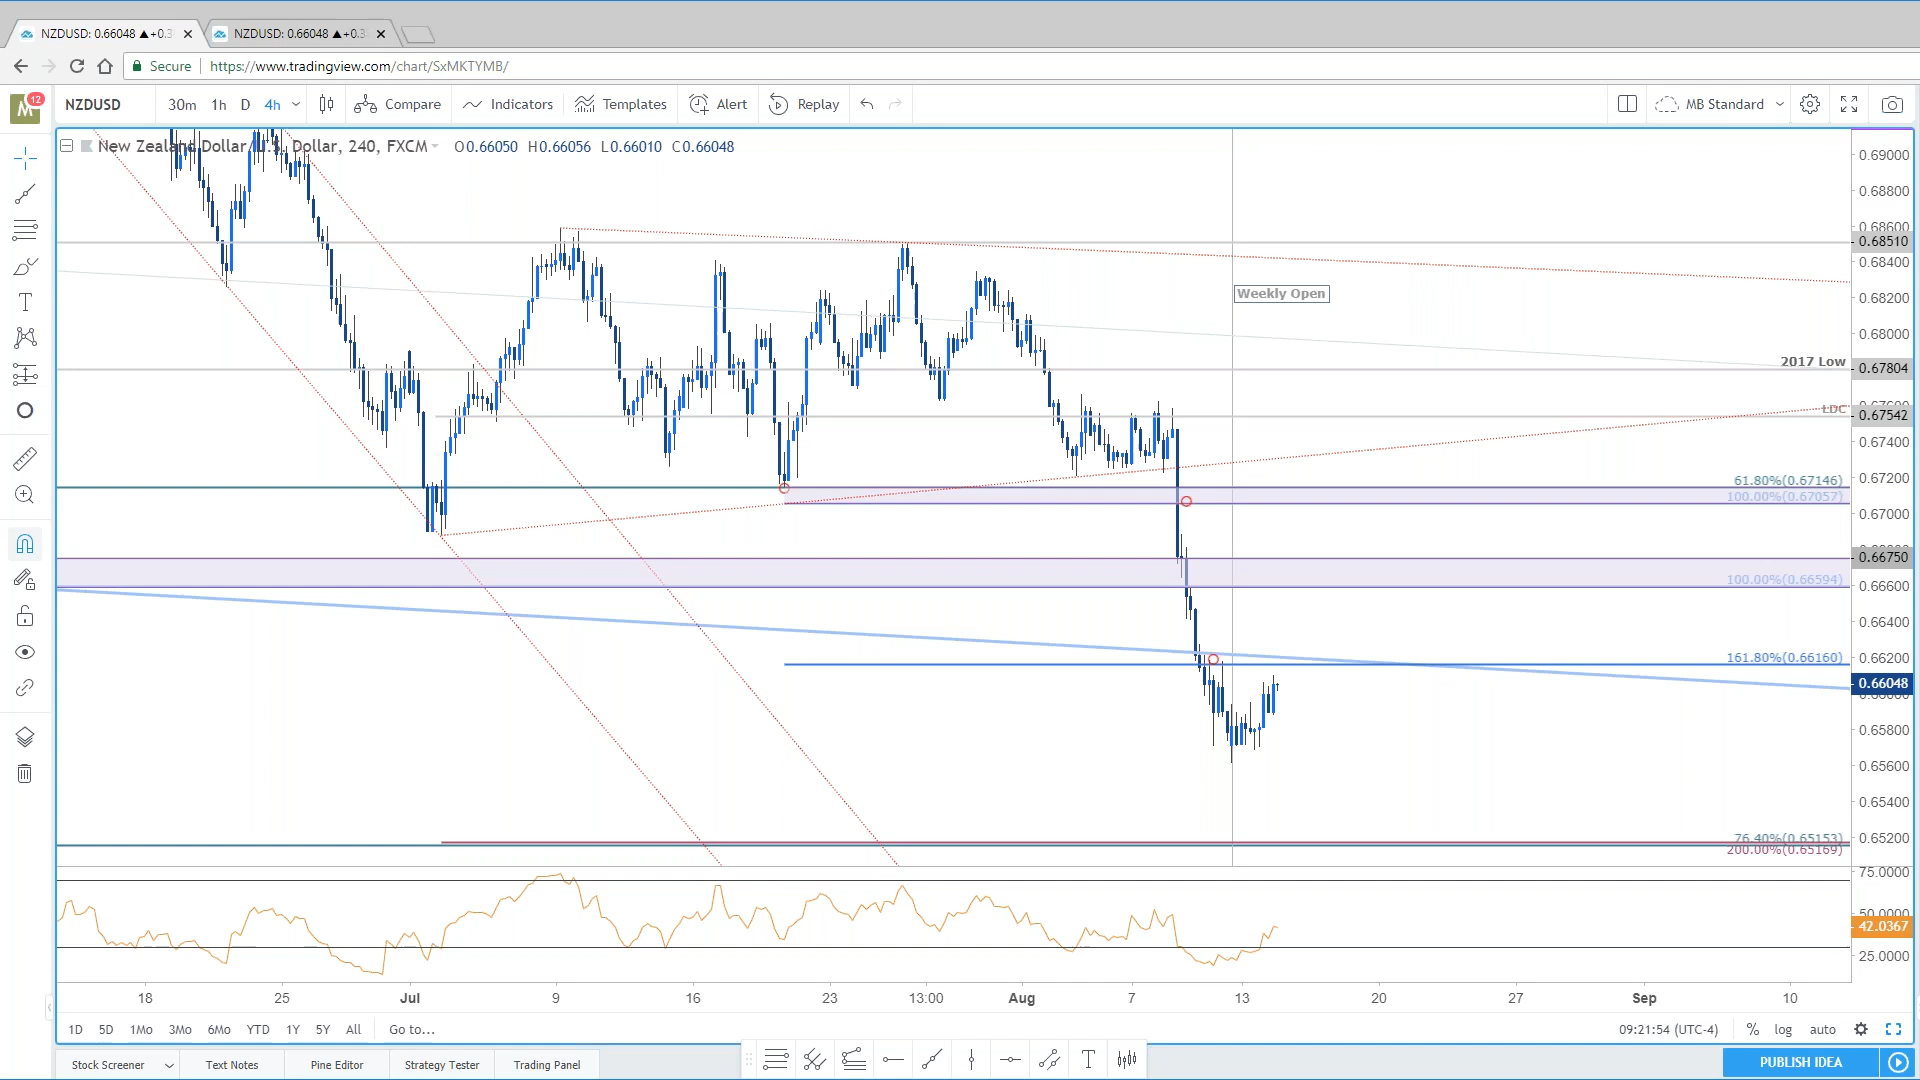 NZDUSD: 0.66048 ▲+0.3
NZDUSD: 0.66048 ▲+0.3
Secure
https://www.tradingview.com/chart/SxMKTYMB/
M
12
NZDUSD
30m 1h D 4h
Compare
Indicators
Templates
Alert
Replay
MB Standard
New Zealand Dollar/U.S. Dollar, 240, FXCM
O0.66050 H0.66056 L0.66010 C0.66048
Weekly Open
2017 Low
LDC
61.80%(0.67146)
100.00%(0.67057)
100.00%(0.66594)
161.80%(0.66160)
76.40%(0.65153)
200.00%(0.65169)
0.69000
0.68800
0.68600
0.68510
0.68400
0.68200
0.68000
0.67804
0.67542
0.67400
0.67200
0.67000
0.66750
0.66600
0.66400
0.66200
0.66048
0.65800
0.65600
0.65400
0.65200
75.0000
50.0000
42.0367
25.0000
18 25 Jul 9 16 23 13:00 Aug 7 13 20 27 Sep 10
1D 5D 1Mo 3Mo 6Mo YTD 1Y 5Y All
Go to...
09:21:54 (UTC-4)
% log auto
Stock Screener
Text Notes
Pine Editor
Strategy Tester
Trading Panel
PUBLISH IDEA